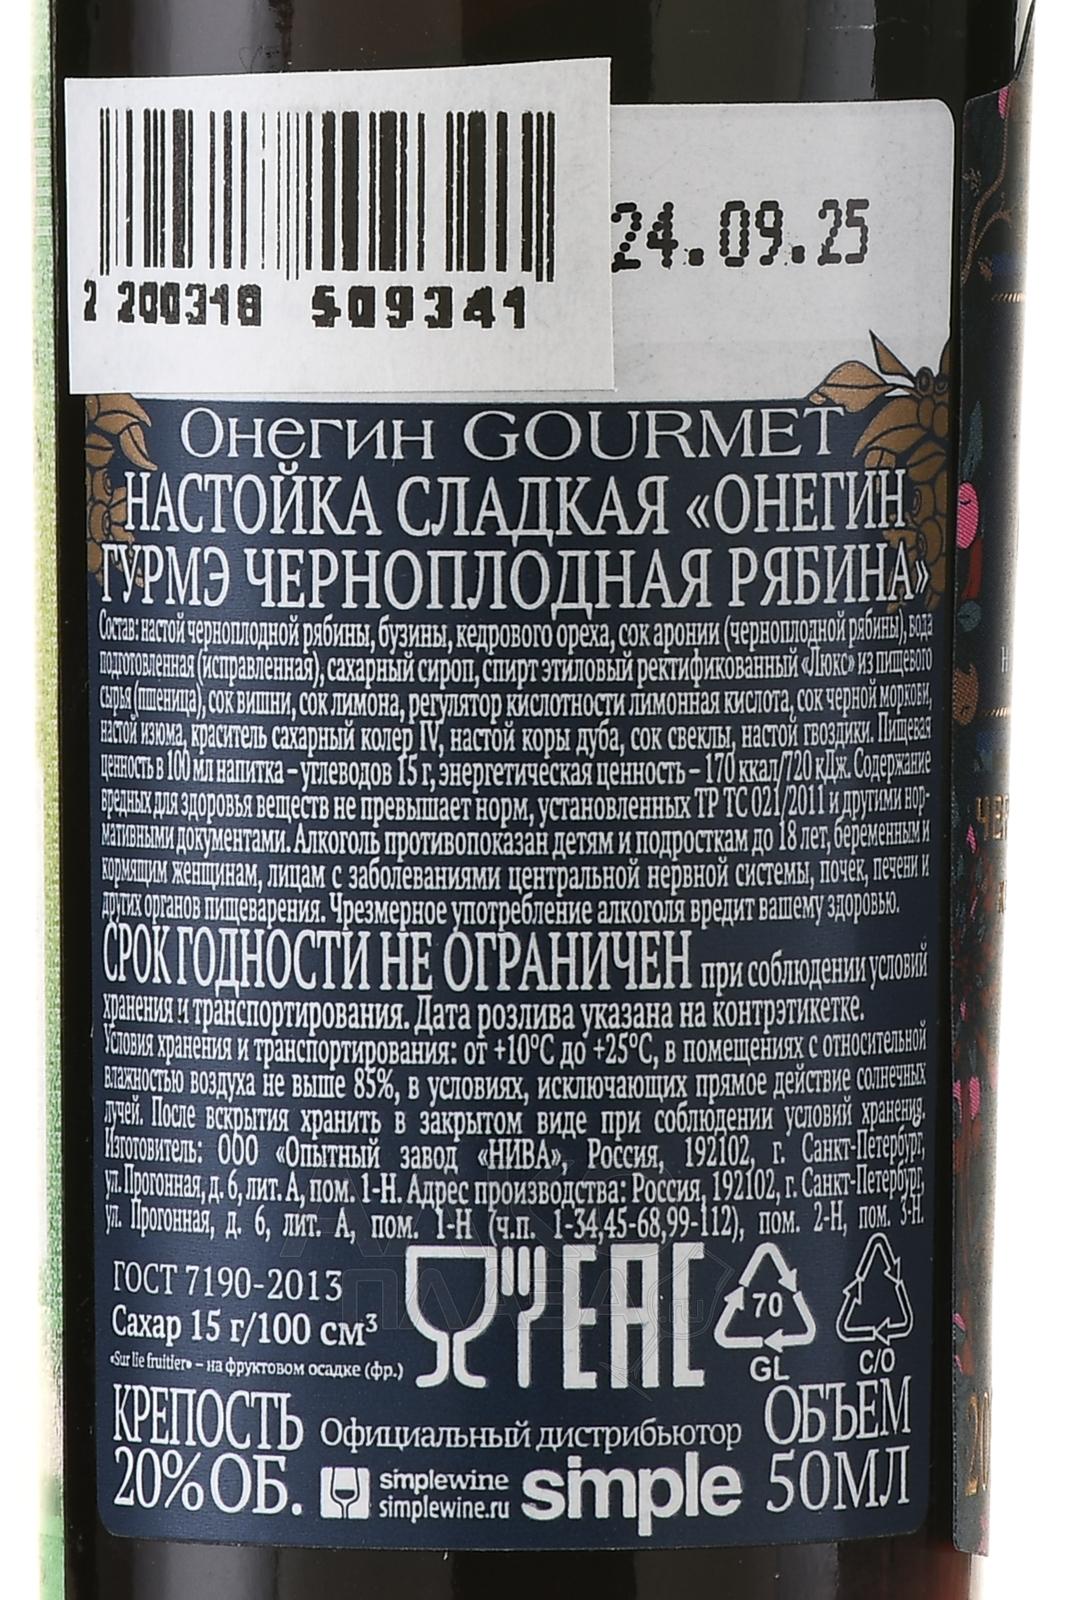 2 200318 509341
24.09.25
Онегин GOURMET
НАСТОЙКА СЛАДКАЯ «ОНЕГИН
ГУРМЭ ЧЕРНОПЛОДНАЯ РЯБИНА»
Состав: настой черноплодной рябины, бузины, кедрового ореха, сок аронии (черноплодной рябины), вода
подготовленная (исправленная), сахарный сироп, спирт этиловый ректификованный «Люкс» из пищевого
сырья (пшеница), сок вишни, сок лимона, регулятор кислотности лимонная кислота, сок черной моркови,
настой изюма, краситель сахарный колер IV, настой коры дуба, сок свеклы, настой гвоздики. Пищевая
ценность в 100 мл напитка – углеводов 15 г, энергетическая ценность – 170 ккал/720 кДж. Содержание
вредных для здоровья веществ не превышает норм, установленных ТР ТС 021/2011 и другими нор-
мативными документами. Алкоголь противопоказан детям и подросткам до 18 лет, беременным и
кормящим женщинам, лицам с заболеваниями центральной нервной системы, почек, печени и
других органов пищеварения. Чрезмерное употребление алкоголя вредит вашему здоровью.
СРОК ГОДНОСТИ НЕ ОГРАНИЧЕН при соблюдении условий
хранения и транспортирования. Дата розлива указана на контрэтикетке.
Условия хранения и транспортирования: от +10°С до +25°С, в помещениях с относительной
влажностью воздуха не выше 85%, в условиях, исключающих прямое действие солнечных
лучей. После вскрытия хранить в закрытом виде при соблюдении условий хранения.
Изготовитель: ООО «Опытный завод «НИВА», Россия, 192102, г. Санкт-Петербург,
ул. Прогонная, д. 6, лит. А, пом. 1-Н. Адрес производства: Россия, 192102, г. Санкт-Петербург,
ул. Прогонная, д. 6, лит. А, пом. 1-Н (ч.п. 1-34,45-68,99-112), пом. 2-Н, пом. 3-Н.
ГОСТ 7190-2013
Сахар 15 г/100 см³
«Sur lie fruitier» – на фруктовом осадке (фр.)
EAC
70
GL
C/O
КРЕПОСТЬ
20% ОБ.
Официальный дистрибьютор
simplewine
simplewine.ru
simple
ОБЪЁМ
50МЛ